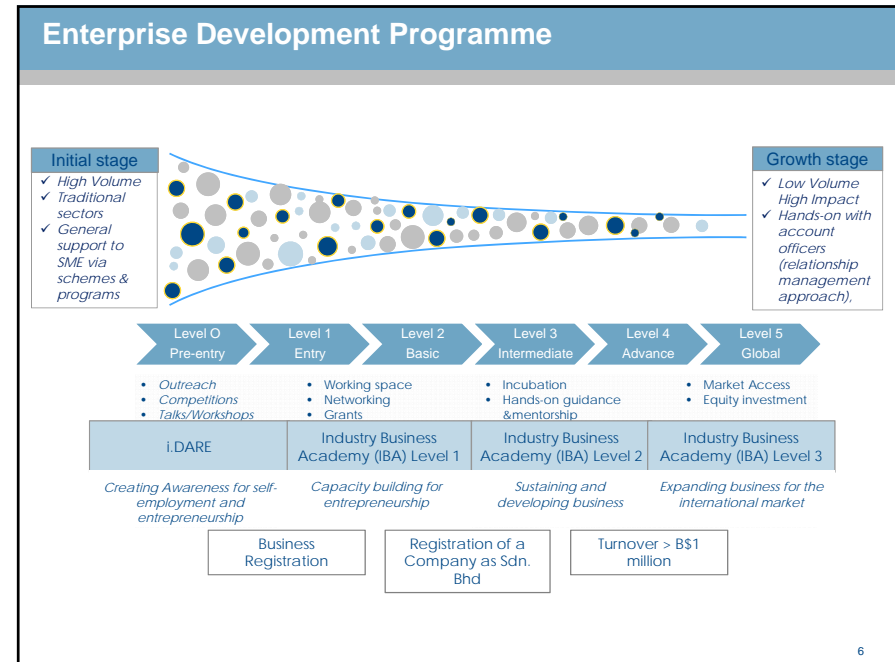 Enterprise Development Programme
Initial stage
✓ High Volume
✓ Traditional
sectors
✓ General
support to
SME via
schemes &
programs
Growth stage
✓ Low Volume
High Impact
✓ Hands-on with
account
officers
(relationship
management
approach),
Level O
Pre-entry
Level 1
Entry
Level 2
Basic
Level 3
Intermediate
Level 4
Advance
Level 5
Global
• Outreach
• Competitions
• Talks/Workshops
• Working space
• Networking
• Grants
• Incubation
• Hands-on guidance
&mentorship
• Market Access
• Equity investment
i.DARE
Industry Business
Academy (IBA) Level 1
Industry Business
Academy (IBA) Level 2
Industry Business
Academy (IBA) Level 3
Creating Awareness for self-
employment and
entrepreneurship
Capacity building for
entrepreneurship
Sustaining and
developing business
Expanding business for the
international market
Business
Registration
Registration of a
Company as Sdn.
Bhd
Turnover > B$1
million
6